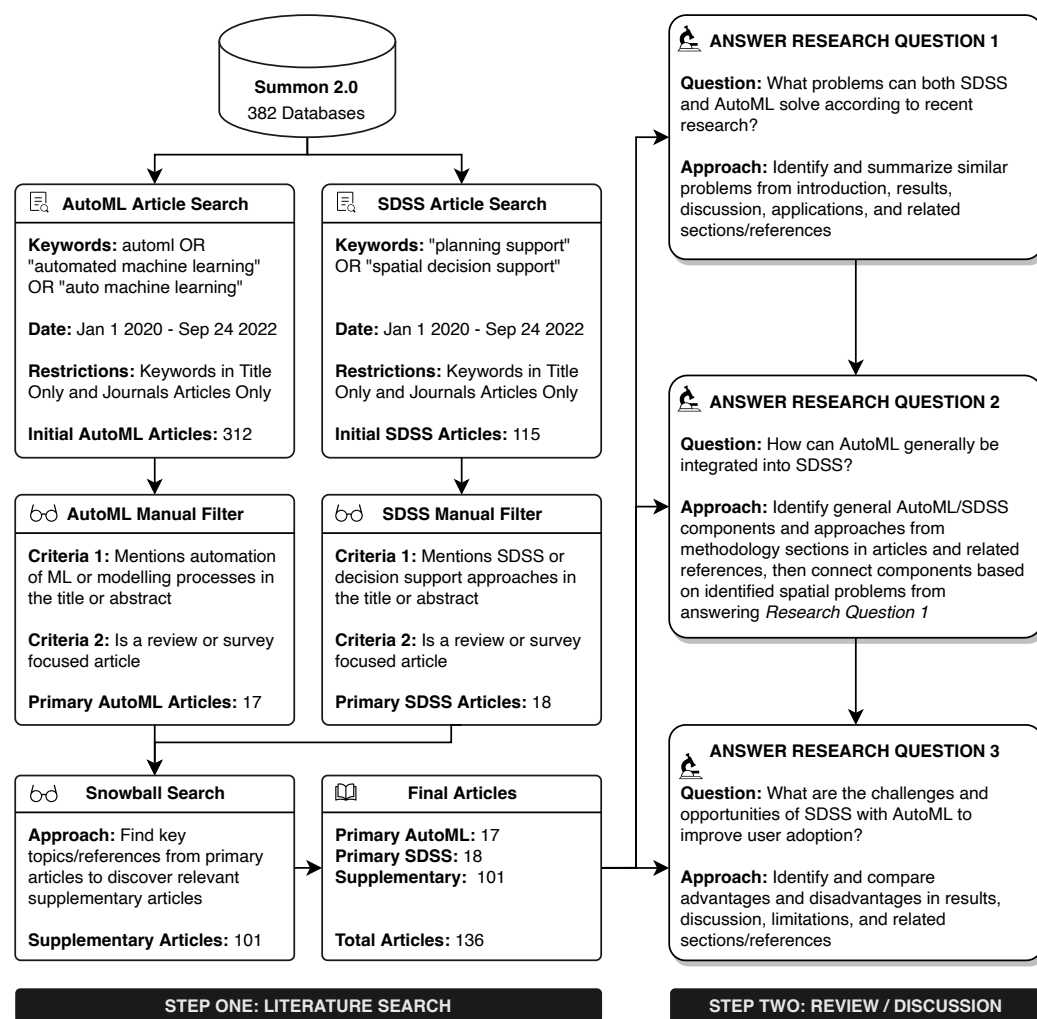 Summon 2.0
382 Databases
AutoML Article Search
Keywords: automl OR
"automated machine learning"
OR "auto machine learning"
Date: Jan 1 2020 - Sep 24 2022
Restrictions: Keywords in Title
Only and Journals Articles Only
Initial AutoML Articles: 312
SDSS Article Search
Keywords: "planning support"
OR "spatial decision support"
Date: Jan 1 2020 - Sep 24 2022
Restrictions: Keywords in Title
Only and Journals Articles Only
Initial SDSS Articles: 115
AutoML Manual Filter
Criteria 1: Mentions automation
of ML or modelling processes in
the title or abstract
Criteria 2: Is a review or survey
focused article
Primary AutoML Articles: 17
SDSS Manual Filter
Criteria 1: Mentions SDSS or
decision support approaches in
the title or abstract
Criteria 2: Is a review or survey
focused article
Primary SDSS Articles: 18
Snowball Search
Approach: Find key
topics/references from primary
articles to discover relevant
supplementary articles
Supplementary Articles: 101
Final Articles
Primary AutoML: 17
Primary SDSS: 18
Supplementary: 101
Total Articles: 136
STEP ONE: LITERATURE SEARCH
ANSWER RESEARCH QUESTION 1
Question: What problems can both SDSS
and AutoML solve according to recent
research?
Approach: Identify and summarize similar
problems from introduction, results,
discussion, applications, and related
sections/references
ANSWER RESEARCH QUESTION 2
Question: How can AutoML generally be
integrated into SDSS?
Approach: Identify general AutoML/SDSS
components and approaches from
methodology sections in articles and related
references, then connect components based
on identified spatial problems from
answering Research Question 1
ANSWER RESEARCH QUESTION 3
Question: What are the challenges and
opportunities of SDSS with AutoML to
improve user adoption?
Approach: Identify and compare
advantages and disadvantages in results,
discussion, limitations, and related
sections/references
STEP TWO: REVIEW / DISCUSSION